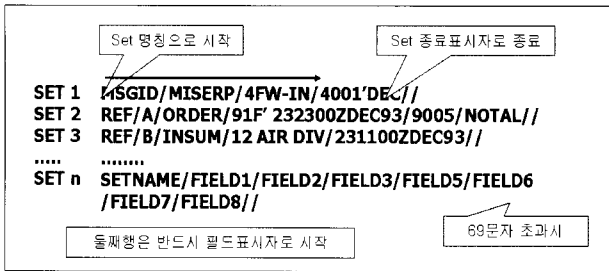 Set 명칭으로 시작
Set 종료표시자로 종료
SET 1 MSGID/MISERP/4FW-IN/4001'DEC//
SET 2 REF/A/ORDER/91F' 232300ZDEC93/9005/NOTAL//
SET 3 REF/B/INSUM/12 AIR DIV/231100ZDEC93//
..... ........
SET n SETNAME/FIELD1/FIELD2/FIELD3/FIELD5/FIELD6
/FIELD7/FIELD8//
둘째행은 반드시 필드표시자로 시작
69문자 초과시